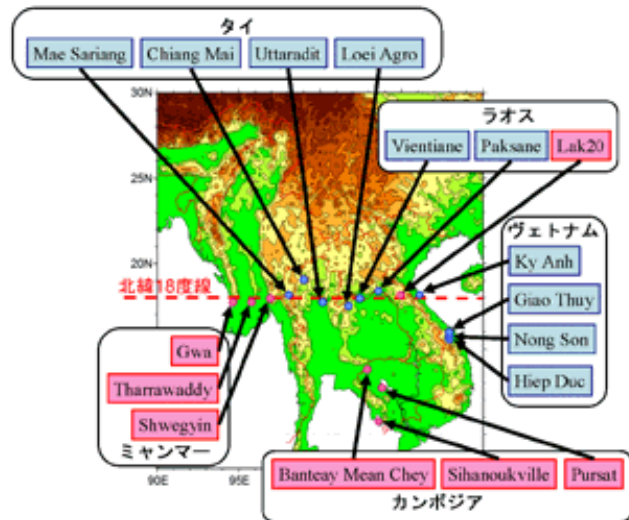 タイ
Mae Sariang Chiang Mai Uttaradit Loei Agro
30N
ラオス
Vientiane Paksane Lak20
25N
ヴェトナム
20N
Ky Anh
北緯18度線
Giao Thuy
Gwa
Nong Son
Tharrawaddy
Hiep Duc
Shwegyin
ミャンマー
Banteay Mean Chey Sihanoukville Pursat
90E 95E
カンボジア